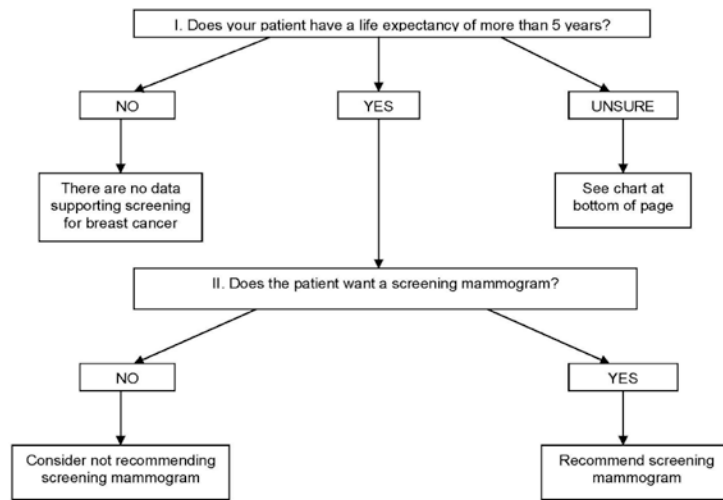 I. Does your patient have a life expectancy of more than 5 years?
NO
YES
UNSURE
There are no data
supporting screening
for breast cancer
See chart at
bottom of page
II. Does the patient want a screening mammogram?
NO
YES
Consider not recommending
screening mammogram
Recommend screening
mammogram